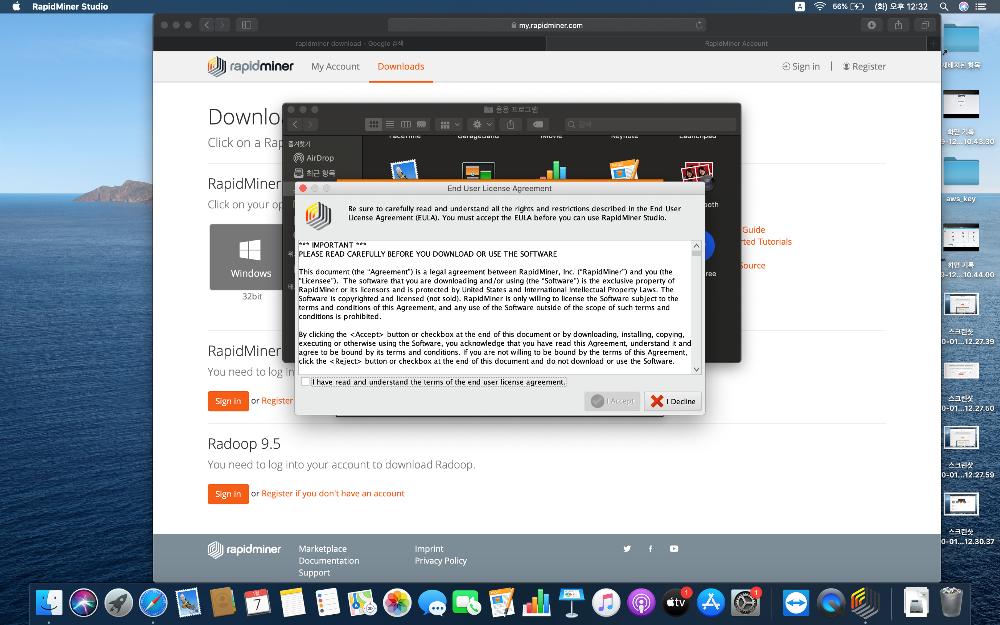 RapidMiner Studio
A
56%
(화) 오후 12:32
my.rapidminer.com
rapidminer download - Google 검색
RapidMiner Account
rapidminer
My Account
Downloads
Sign in | Register
Downlo
Click on a Rap
RapidMiner
Click on your op
Windows
32bit
Guide
rted Tutorials
Source
RapidMiner
You need to log in
Sign in or Register
Radoop 9.5
You need to log into your account to download Radoop.
Sign in or Register if you don't have an account
rapidminer
Marketplace
Documentation
Support
Imprint
Privacy Policy
응용 프로그램
검색
즐겨찾기
AirDrop
최근 항목
위
태
FaceTime
GarageBand
iMovie
Keynote
Launchpad
PAGES
ooth
ree
End User License Agreement
Be sure to carefully read and understand all the rights and restrictions described in the End User
License Agreement (EULA). You must accept the EULA before you can use RapidMiner Studio.
*** IMPORTANT ***
PLEASE READ CAREFULLY BEFORE YOU DOWNLOAD OR USE THE SOFTWARE
This document (the “Agreement”) is a legal agreement between RapidMiner, Inc. (“RapidMiner”) and you (the
“Licensee”).  The software that you are downloading and/or using (the “Software”) is the exclusive property of
RapidMiner or its licensors and is protected by United States and International Intellectual Property Laws. The
Software is copyrighted and licensed (not sold). RapidMiner is only willing to license the Software subject to the
terms and conditions of this Agreement, and any use of the Software outside of the scope of such terms and
conditions is prohibited.
By clicking the <Accept> button or checkbox at the end of this document or by downloading, installing, copying,
executing or otherwise using the Software, you acknowledge that you have read this Agreement, understand it and
agree to be bound by its terms and conditions. If you are not willing to be bound by the terms of this Agreement,
click the <Reject> button or checkbox at the end of this document and do not download or use the Software.
I have read and understand the terms of the end user license agreement.
I Accept
I Decline
재배치된 항목
화면 기록
9-12...10.43.30
aws_key
화면 기록
9-12...10.44.00
스크린샷
0-01...12.27.39
스크린샷
0-01...12.27.50
스크린샷
0-01...12.27.59
스크린샷
0-01...12.30.37
1월
7
3D
PAGES
tv
1
1